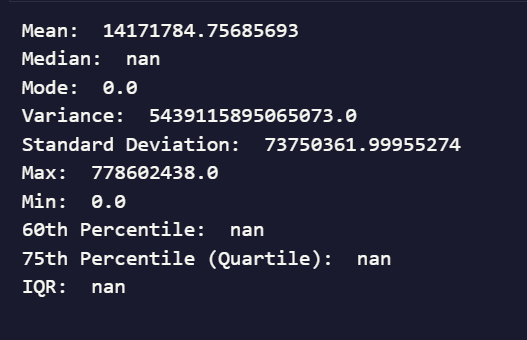 Mean:  14171784.75685693
Median:  nan
Mode:  0.0
Variance:  5439115895065073.0
Standard Deviation:  73750361.99955274
Max:  778602438.0
Min:  0.0
60th Percentile:  nan
75th Percentile (Quartile):  nan
IQR:  nan